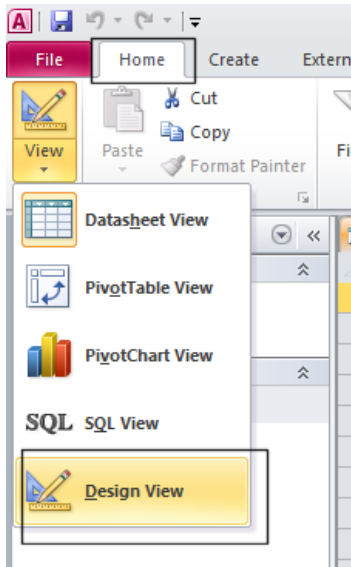 A
File Home Create Extern
View Paste Cut
Copy
Format Painter
Fi
Datasheet View
PivotTable View
PivotChart View
SQL SQL View
Design View